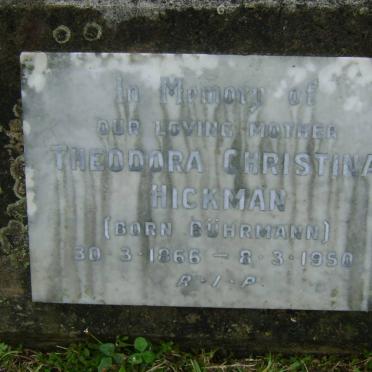 In Memory of
OUR LOVING MOTHER
THEODORA CHRISTINA
HICKMAN
(BORN BÜHRMANN)
30·3·1866 – 8·3·1950
R·I·P·